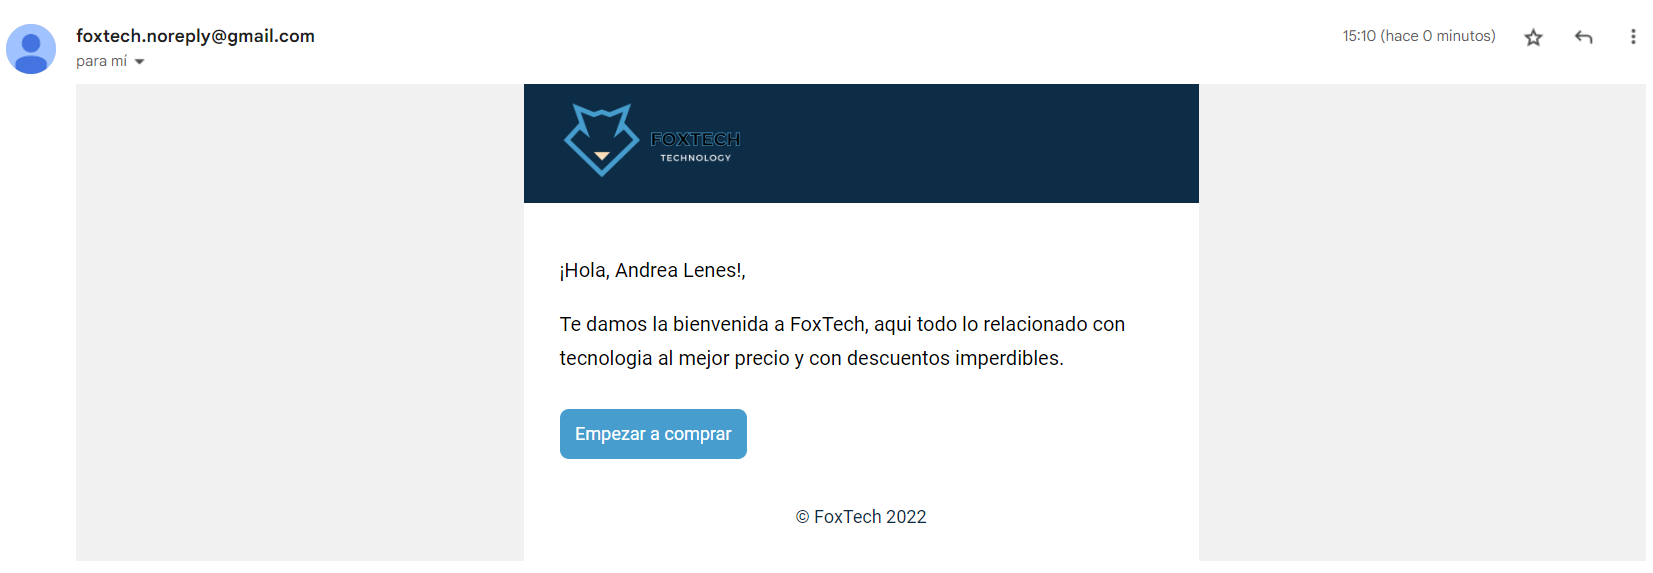 foxtech.noreply@gmail.com
15:10 (hace 0 minutos)
para mí
FOXTECH
TECHNOLOGY
¡Hola, Andrea Lenes!,
Te damos la bienvenida a FoxTech, aqui todo lo relacionado con
tecnologia al mejor precio y con descuentos imperdibles.
Empezar a comprar
© FoxTech 2022